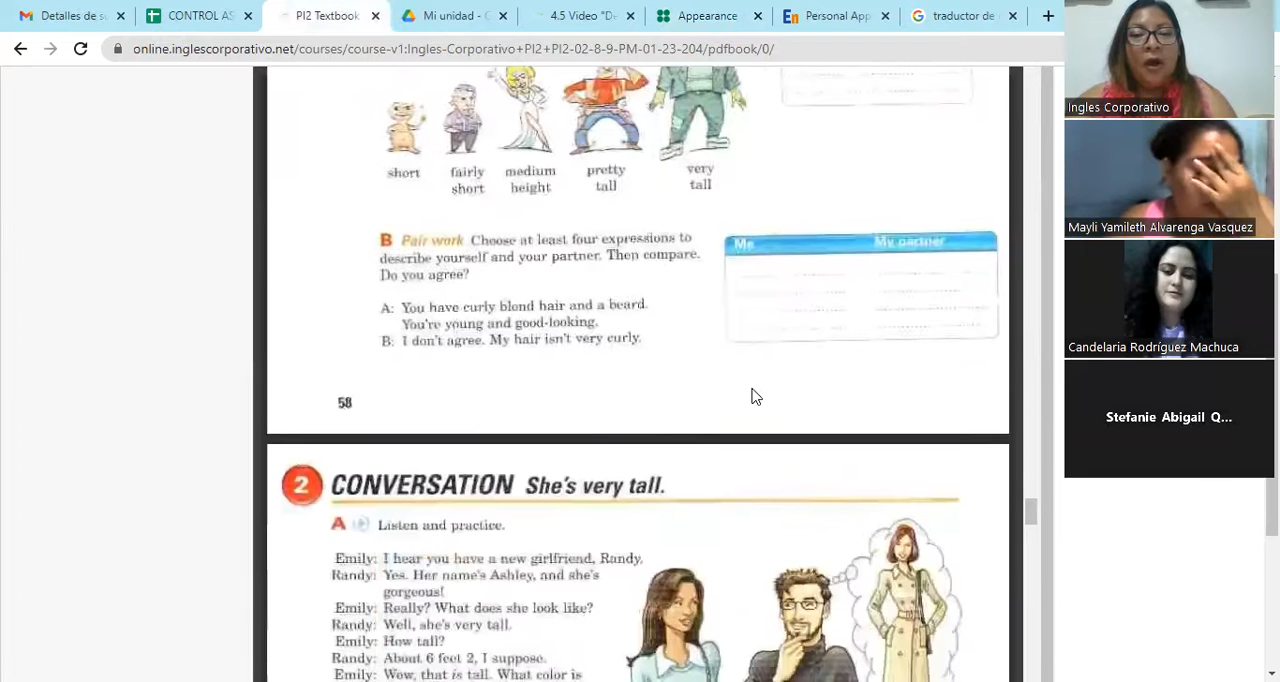 Detalles de su
CONTROL AS
PI2 Textbook
Mi unidad - G
4.5 Video "De
Appearance
Personal App
traductor de
online.inglescorporativo.net/courses/course-v1:Ingles-Corporativo+PI2+PI2-02-8-9-PM-01-23-204/pdfbook/0/
short
fairly
short
medium
height
pretty
tall
very
tall
B Pair work Choose at least four expressions to
describe yourself and your partner. Then compare.
Do you agree?
A: You have curly blond hair and a beard.
You're young and good-looking.
B: I don't agree. My hair isn't very curly.
Me
My partner
58
2 CONVERSATION She's very tall.
A Listen and practice.
Emily: I hear you have a new girlfriend, Randy.
Randy: Yes. Her name's Ashley, and she's
gorgeous!
Emily: Really? What does she look like?
Randy: Well, she's very tall.
Emily: How tall?
Randy: About 6 feet 2, I suppose.
Emily: Wow, that is tall. What color is
Ingles Corporativo
Mayli Yamileth Alvarenga Vasquez
Candelaria Rodríguez Machuca
Stefanie Abigail Q...